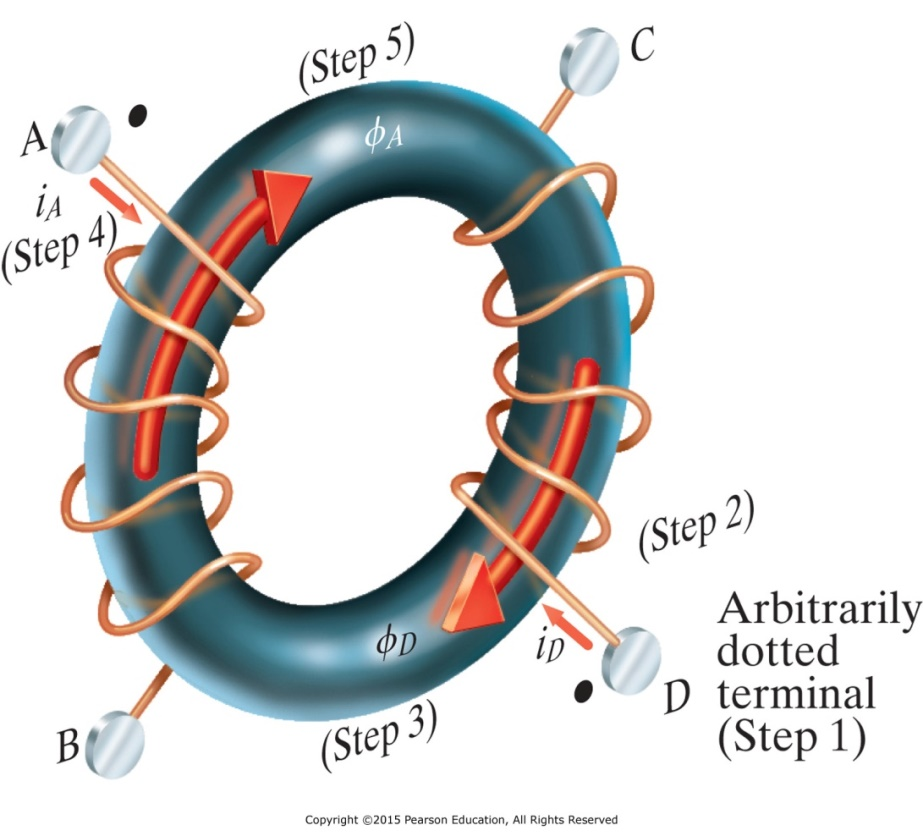 (Step 5)
C
A
ϕA
iA
(Step 4)
(Step 2)
Arbitrarily
dotted
terminal
(Step 1)
iD
ϕD
D
(Step 3)
B
Copyright ©2015 Pearson Education, All Rights Reserved